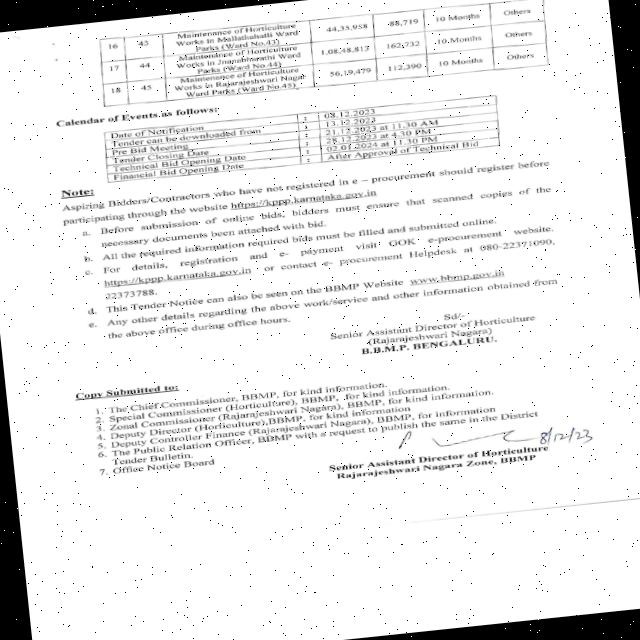 16 43 Maintenance of Horticulture Works in Mallathahalli Ward Parks (Ward No.43) 44,35,958 88,719 10 Months Others
17 44 Maintenance of Horticulture Works in Jnanabharathi Ward Parks (Ward No.44) 1,08,48,813 10 Months Others
18 45 Maintenance of Horticulture Works in Rajarajeshwari Nagar Ward Parks (Ward No.45) 56,19,479 112,390 10 Months Others
Calendar of Events as follows:
Date of Notification : 08.12.2023
Tender can be downloaded from : 13.12.2023
Pre Bid Meeting : 21.12.2023 at 11.30 AM
Tender Closing Date : 28.12.2023 at 4.30 PM
Technical Bid Opening Date : 02.01.2024 at 11.30 PM
Financial Bid Opening Date : After Approval of Technical Bid
Note:
Aspiring Bidders/Contractors who have not registered in e – procurement should register before
participating through the website https://kppp.karnataka.gov.in
a. Before submission of online bids, bidders must ensure that scanned copies of the
necessary documents been attached with bid.
b. All the required information required bids must be filled and submitted online.
c. For details, registration and e- payment visit GOK e-procurement website.
https://kppp.karnataka.gov.in or contact e- procurement Helpdesk at 080-22371090,
22373788.
d. This Tender Notice can also be seen on the BBMP Website www.bbmp.gov.in
e. Any other details regarding the above work/service and other information obtained from
the above office during office hours.
Sd/-
Senior Assistant Director of Horticulture
(Rajarajeshwari Nagara)
B.B.M.P. BENGALURU.
Copy Submitted to:
1. The Chief Commissioner, BBMP, for kind information.
2. Special Commissioner (Horticulture), BBMP, for kind information.
3. Zonal Commissioner (Rajarajeshwari Nagara), BBMP, for kind information.
4. Deputy Director (Horticulture),BBMP, for kind information
5. Deputy Controller Finance (Rajarajeshwari Nagara), BBMP, for information
6. The Public Relation Officer, BBMP with a request to publish the same in the District
Tender Bulletin.
7. Office Notice Board
8/12/23
Senior Assistant Director of Horticulture
Rajarajeshwari Nagara Zone, BBMP